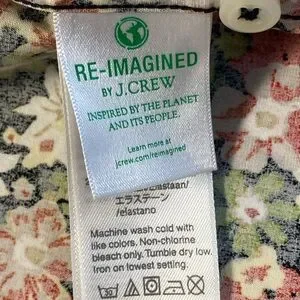 RE-IMAGINED
BY J.CREW
INSPIRED BY THE PLANET
AND ITS PEOPLE.
Learn more at
jcrew.com/reimagined
エラステーン
/elastano
Machine wash cold with
like colors. Non-chlorine
bleach only. Tumble dry low.
Iron on lowest setting.
30